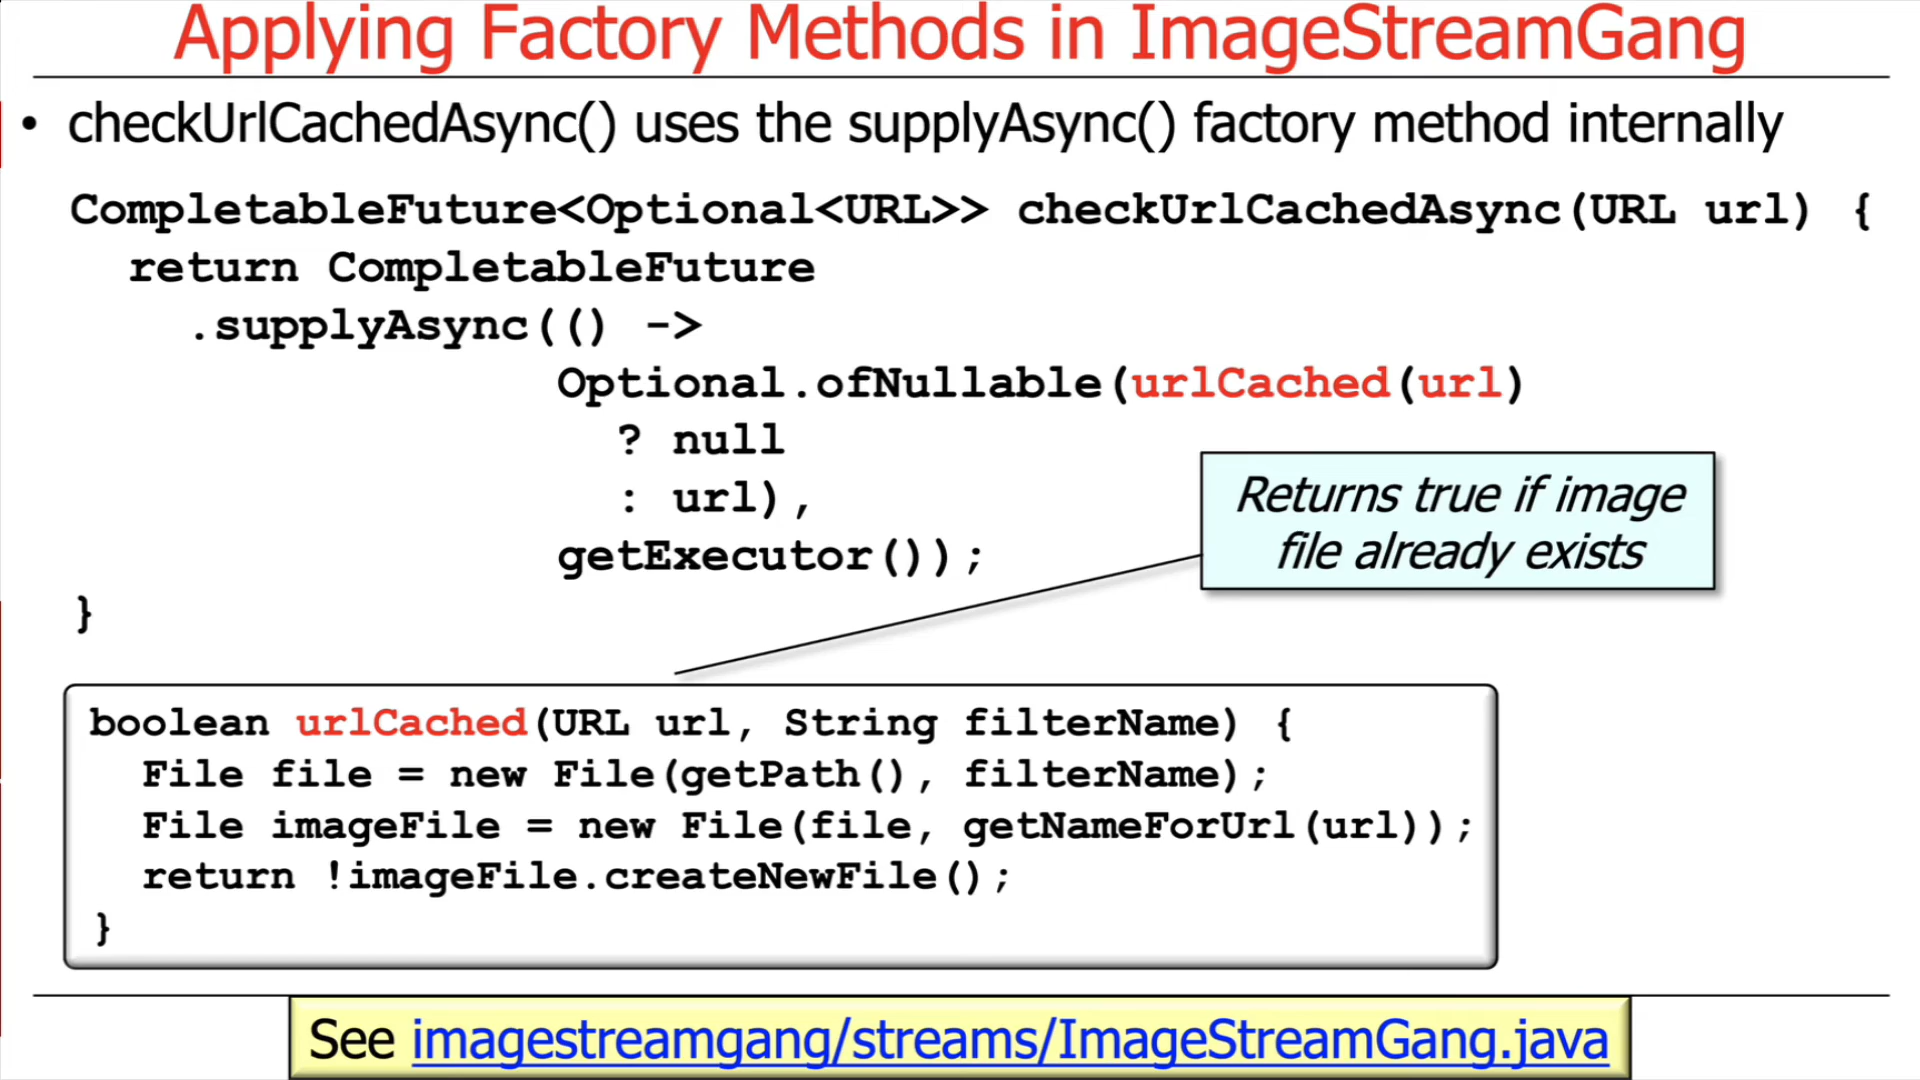 Applying Factory Methods in ImageStreamGang
• checkUrlCachedAsync() uses the supplyAsync() factory method internally
CompletableFuture<Optional<URL>> checkUrlCachedAsync(URL url) {
return CompletableFuture
.supplyAsync(() ->
Optional.ofNullable(urlCached(url)
? null
: url),
getExecutor());
}
Returns true if image
file already exists
boolean urlCached(URL url, String filterName) {
File file = new File(getPath(), filterName);
File imageFile = new File(file, getNameForUrl(url));
return !imageFile.createNewFile();
}
See imagestreamgang/streams/ImageStreamGang.java